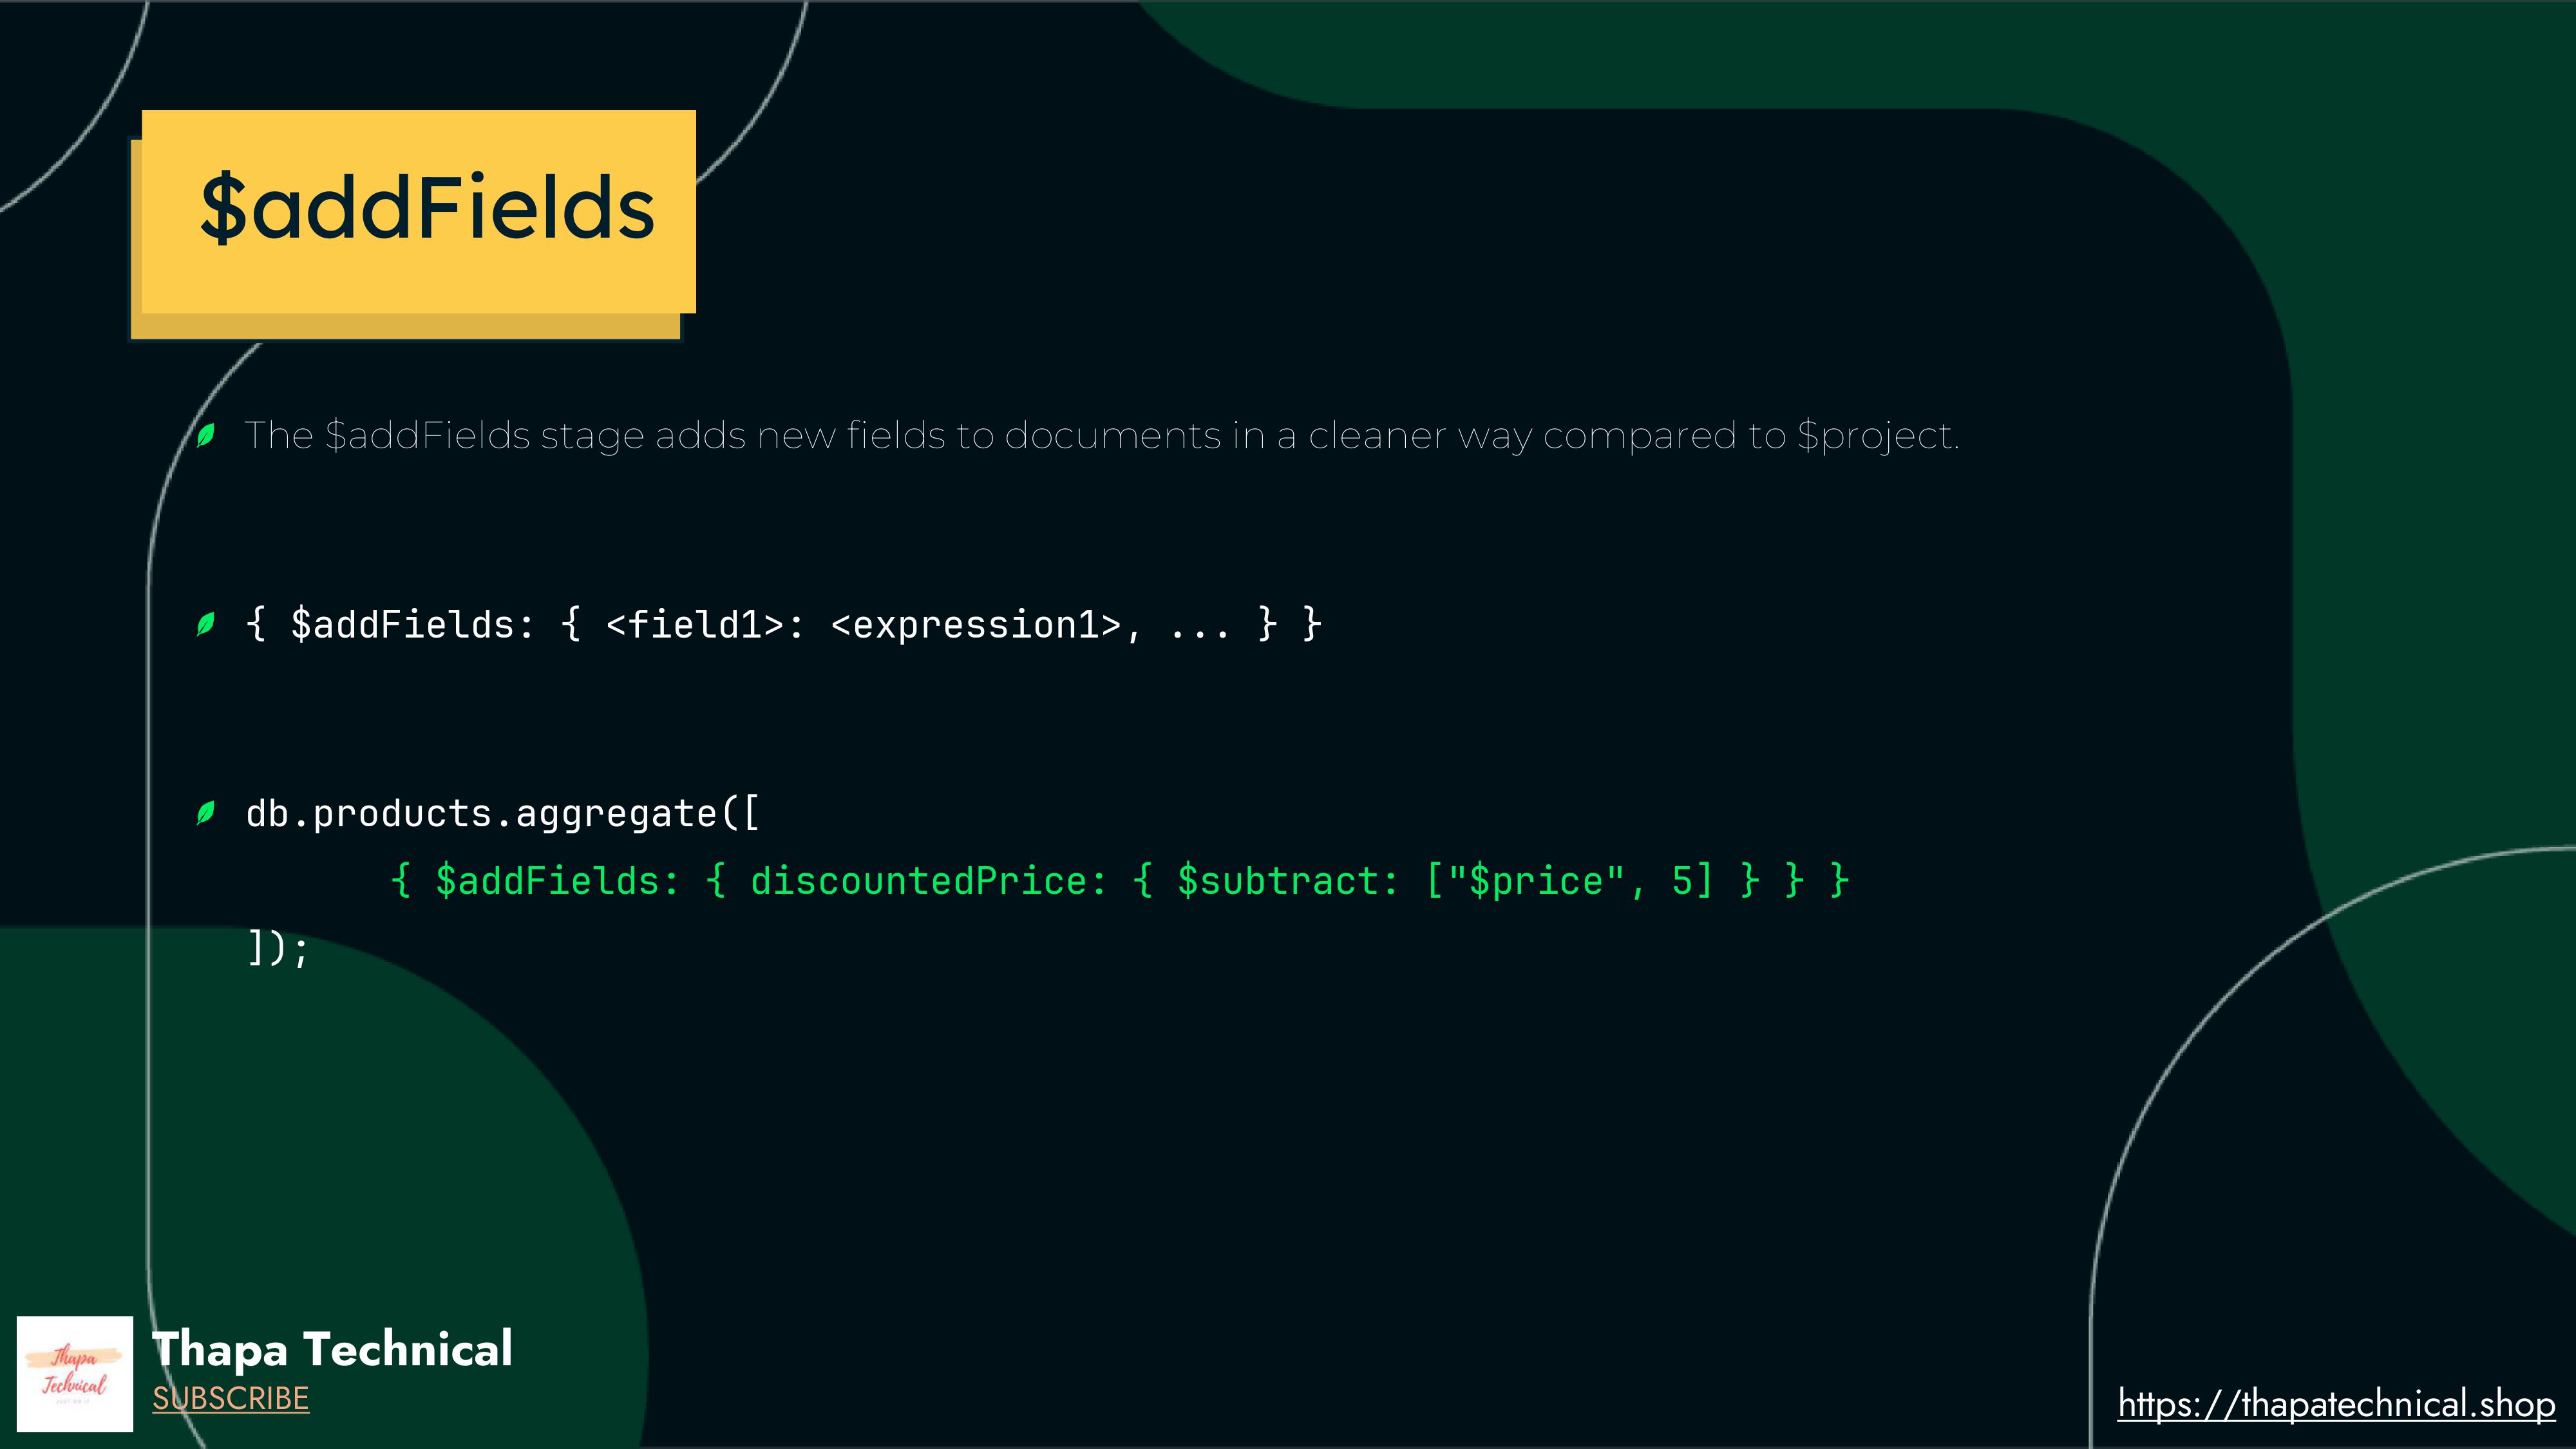 $addFields
The $addFields stage adds new fields to documents in a cleaner way compared to $project.
{ $addFields: { <field1>: <expression1>, ... } }
db.products.aggregate([
{ $addFields: { discountedPrice: { $subtract: ["$price", 5] } } }
]);
Thapa
Technical
Thapa Technical
SUBSCRIBE
https://thapatechnical.shop